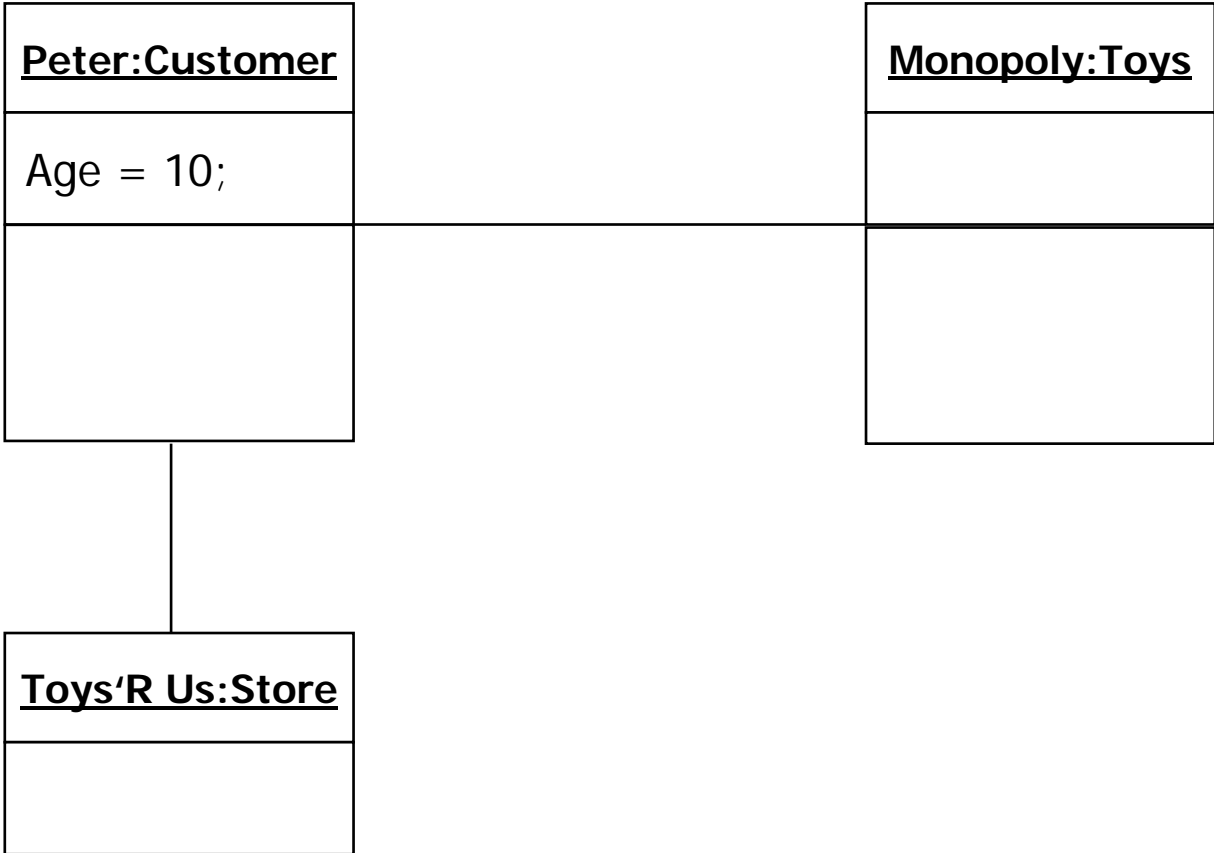 Peter:Customer
Monopoly:Toys
Age = 10;
Toys‘R Us:Store